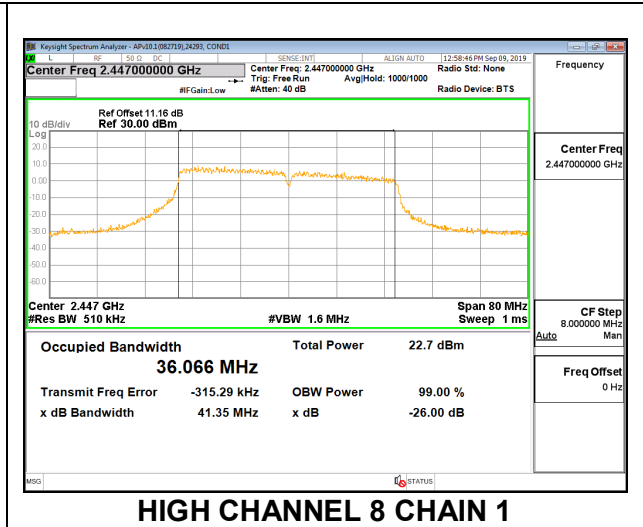 Keysight Spectrum Analyzer - APv10.1(082719),24293, COND1
L RF 50 Ω DC SENSE:INT ALIGN AUTO 12:58:46 PM Sep 09, 2019
Center Freq 2.447000000 GHz
Center Freq: 2.447000000 GHz Radio Std: None
Trig: Free Run Avg|Hold: 1000/1000
#IFGain:Low #Atten: 40 dB Radio Device: BTS
Frequency
Ref Offset 11.16 dB
10 dB/div Ref 30.00 dBm
Log
20.0
10.0
0.00
-10.0
-20.0
-30.0
-40.0
-50.0
-60.0
Center 2.447 GHz Span 80 MHz
#Res BW 510 kHz #VBW 1.6 MHz Sweep 1 ms
Center Freq
2.447000000 GHz
CF Step
8.000000 MHz
Auto Man
Freq Offset
0 Hz
Occupied Bandwidth Total Power 22.7 dBm
36.066 MHz
Transmit Freq Error -315.29 kHz OBW Power 99.00 %
x dB Bandwidth 41.35 MHz x dB -26.00 dB
MSG STATUS
HIGH CHANNEL 8 CHAIN 1